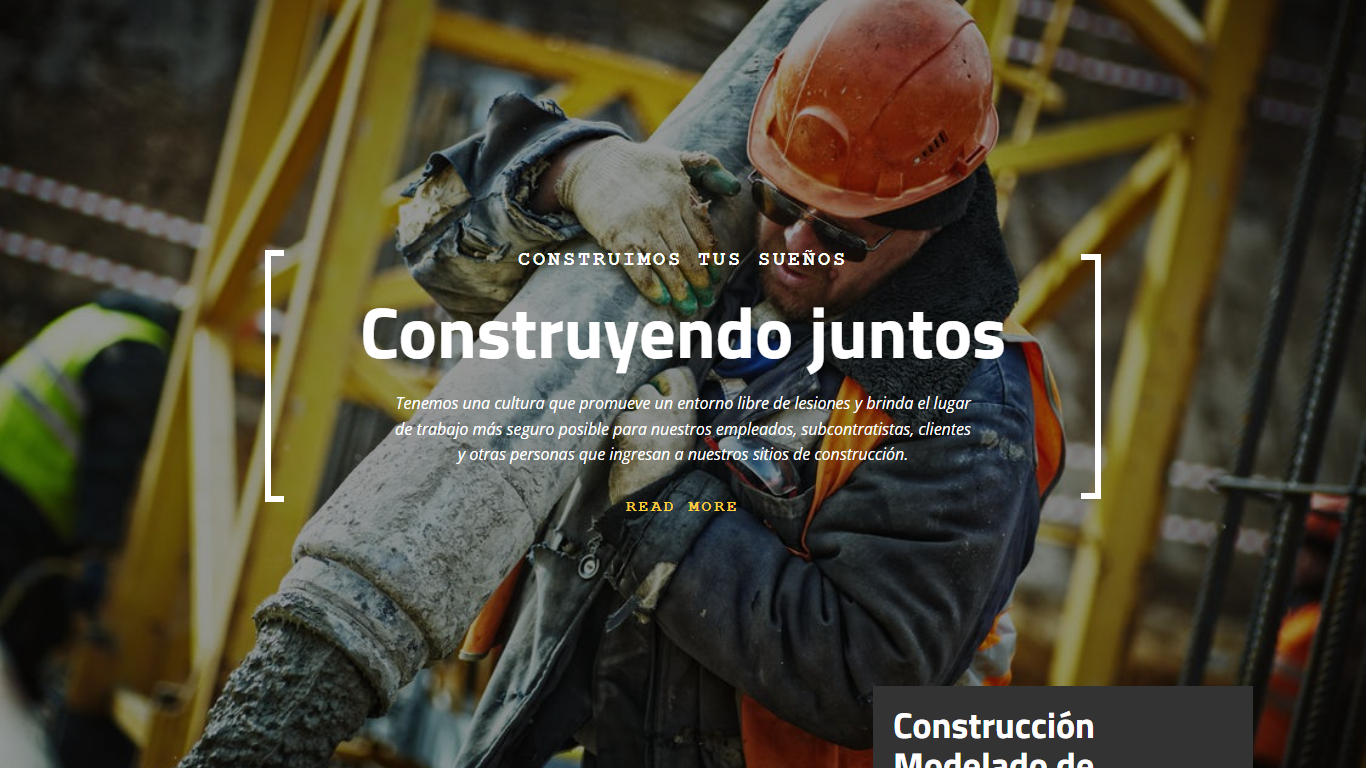 CONSTRUIMOS TUS SUEÑOS
Construyendo juntos
Tenemos una cultura que promueve un entorno libre de lesiones y brinda el lugar
de trabajo más seguro posible para nuestros empleados, subcontratistas, clientes
y otras personas que ingresan a nuestros sitios de construcción.
READ MORE
Construcción
Modelado de